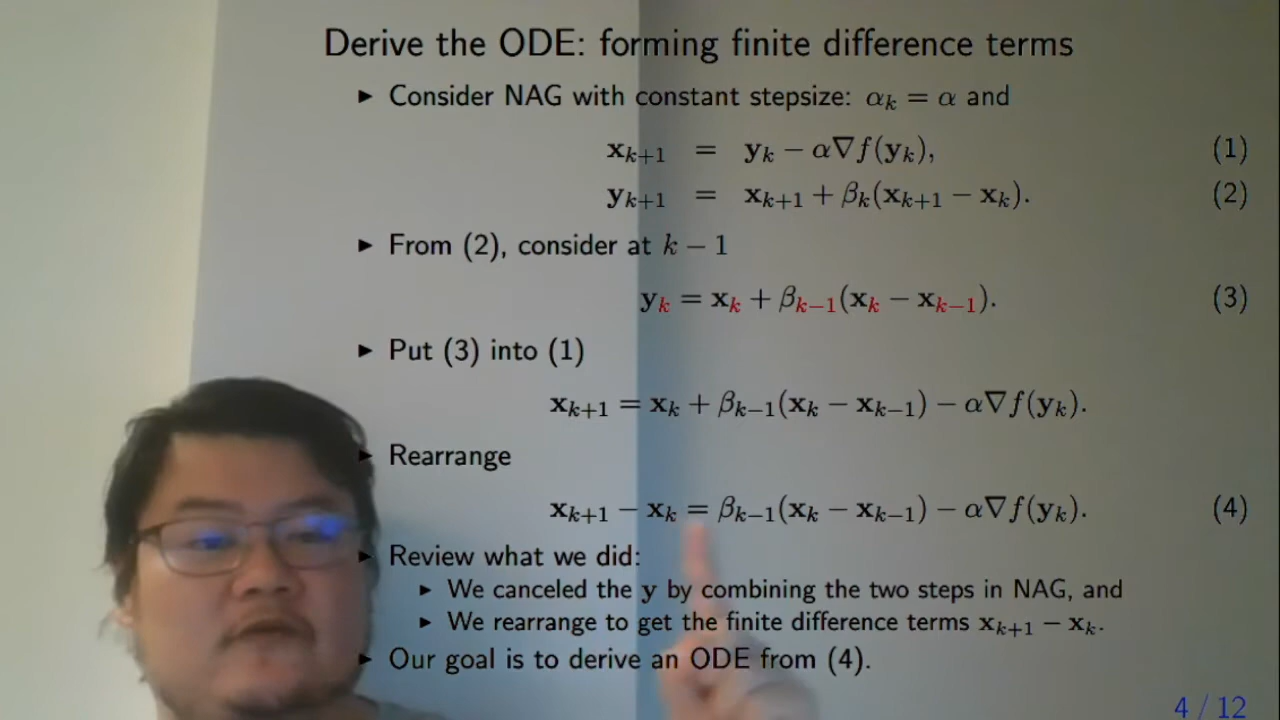 Derive the ODE: forming finite difference terms
▶ Consider NAG with constant stepsize: αₖ = α and
𝐱ₖ₊₁ = 𝐲ₖ − α∇f(𝐲ₖ), (1)
𝐲ₖ₊₁ = 𝐱ₖ₊₁ + βₖ(𝐱ₖ₊₁ − 𝐱ₖ). (2)
▶ From (2), consider at k − 1
𝐲ₖ = 𝐱ₖ + βₖ₋₁(𝐱ₖ − 𝐱ₖ₋₁). (3)
▶ Put (3) into (1)
𝐱ₖ₊₁ = 𝐱ₖ + βₖ₋₁(𝐱ₖ − 𝐱ₖ₋₁) − α∇f(𝐲ₖ).
▶ Rearrange
𝐱ₖ₊₁ − 𝐱ₖ = βₖ₋₁(𝐱ₖ − 𝐱ₖ₋₁) − α∇f(𝐲ₖ). (4)
▶ Review what we did:
▶ We canceled the 𝐲 by combining the two steps in NAG, and
▶ We rearrange to get the finite difference terms 𝐱ₖ₊₁ − 𝐱ₖ.
▶ Our goal is to derive an ODE from (4).
4 / 12